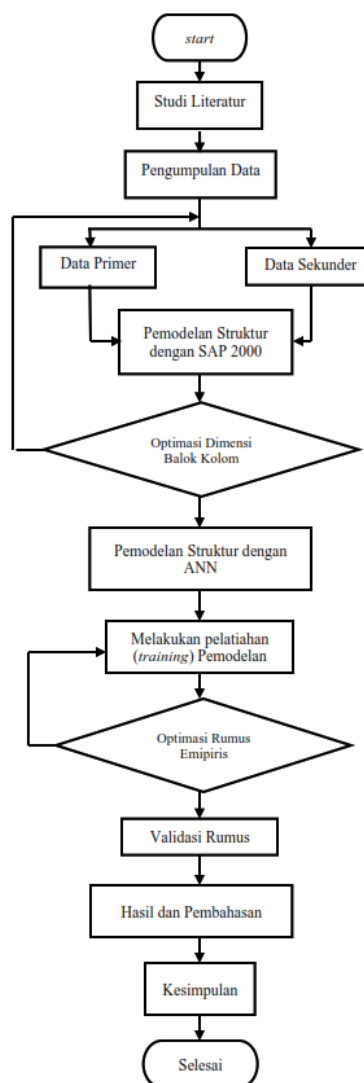 start
Studi Literatur
Pengumpulan Data
Data Primer
Data Sekunder
Pemodelan Struktur
dengan SAP 2000
Optimasi Dimensi
Balok Kolom
Pemodelan Struktur dengan
ANN
Melakukan pelatiahan
(training) Pemodelan
Optimasi Rumus
Emipiris
Validasi Rumus
Hasil dan Pembahasan
Kesimpulan
Selesai